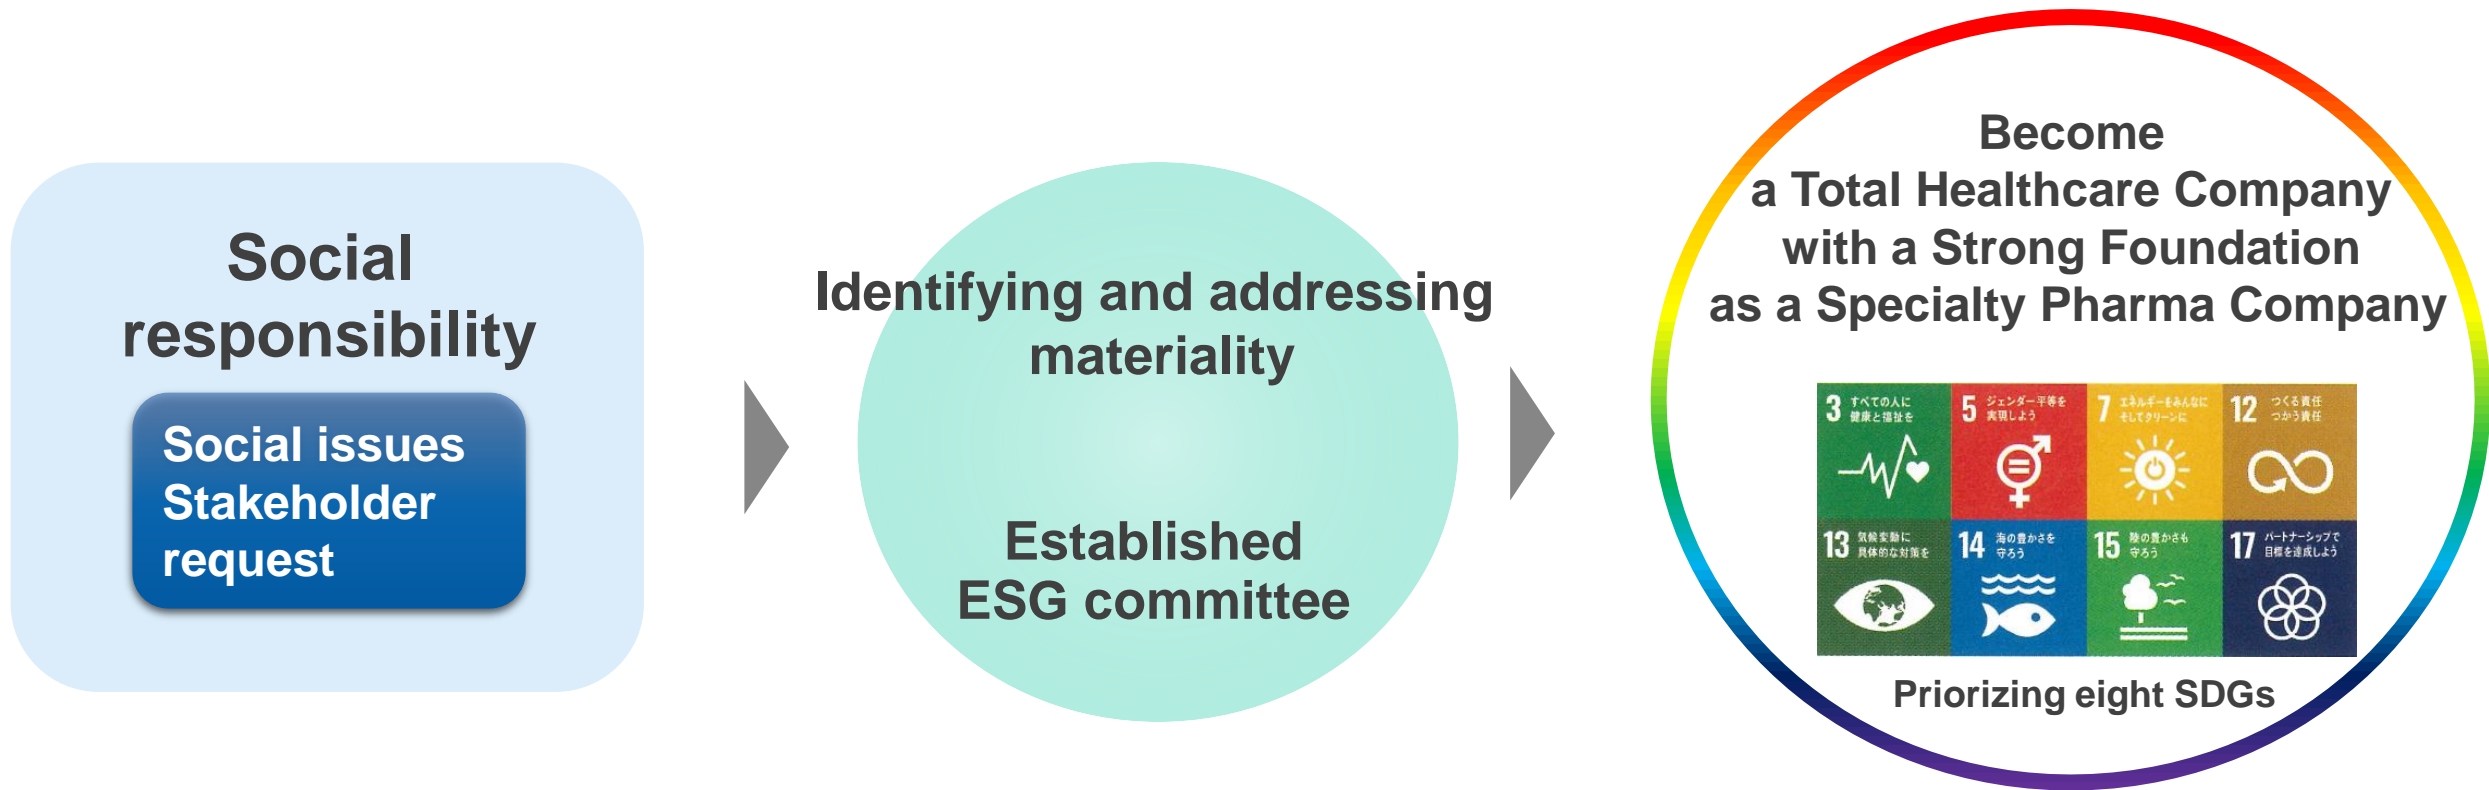 Social
responsibility
Social issues
Stakeholder
request
Identifying and addressing
materiality
Established
ESG committee
Become
a Total Healthcare Company
with a Strong Foundation
as a Specialty Pharma Company
3 すべての人に
健康と福祉を
5 ジェンダー平等を
実現しよう
7 エネルギーをみんなに
そしてクリーンに
12 つくる責任
つかう責任
13 気候変動に
具体的な対策を
14 海の豊かさを
守ろう
15 陸の豊かさも
守ろう
17 パートナーシップで
目標を達成しよう
Priorizing eight SDGs